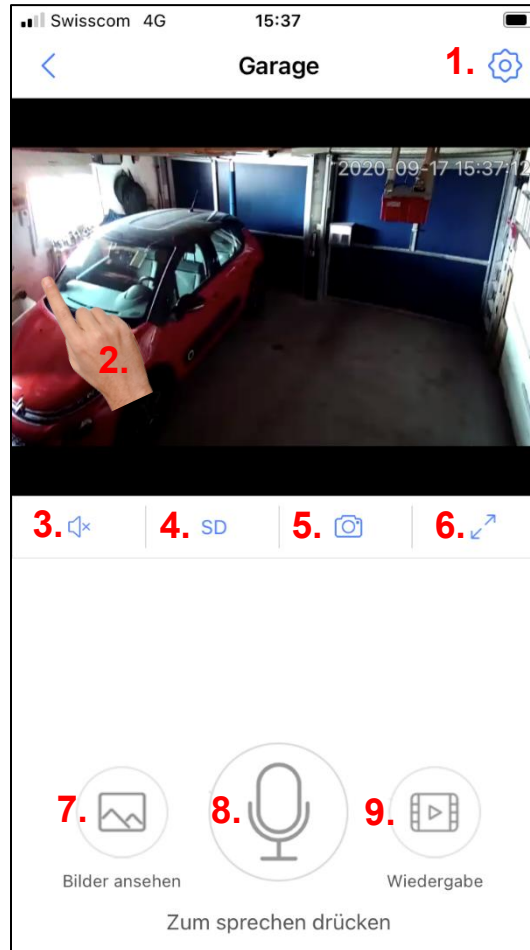 Swisscom 4G 15:37
Garage 1.
2020-09-17 15:37:12
2.
3. 4. SD 5. 6.
7. 8. 9.
Bilder ansehen Wiedergabe
Zum sprechen drücken